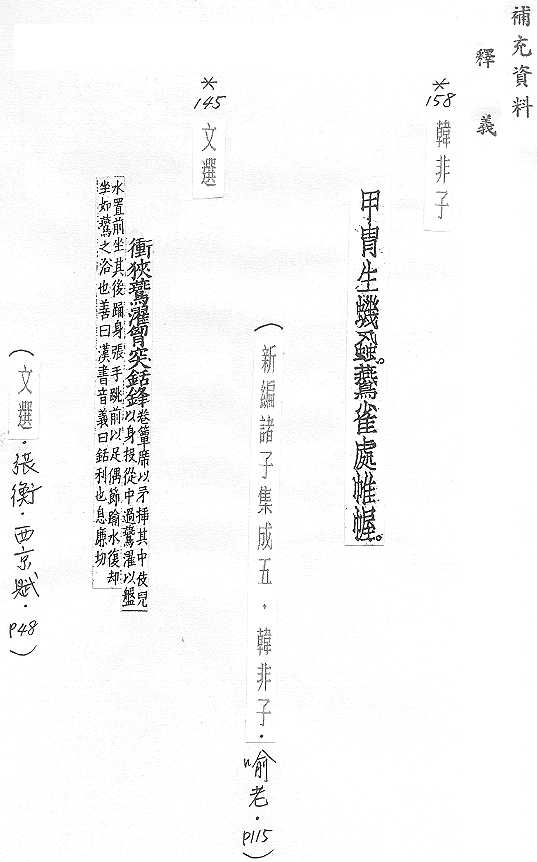 補充資料
釋義
*158
韓非子
甲冑生蟣蝨。鷰雀處帷幄。
(新編諸子集成五．韓非子．喻老．p115)
*145
文選
衝狹鷰濯胷突銛鋒卷簟席以矛插其中伎兒
以身投從中過鷰濯以盤
水置前坐其後踊身張手跳前以足偶節踰水復却
坐如鷰之浴也善曰漢書音義曰銛利也息廉切
(文選．張衡．西京賦．p48)